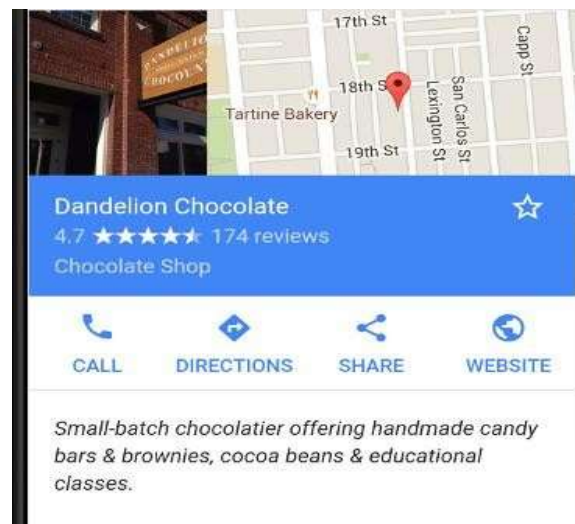 DANDELION
CHOCOLATE
17th St
Capp St
18th S
Tartine Bakery
Lexington St
San Carlos St
19th St
Dandelion Chocolate
4.7 174 reviews
Chocolate Shop
CALL DIRECTIONS SHARE WEBSITE
Small-batch chocolatier offering handmade candy
bars & brownies, cocoa beans & educational
classes.